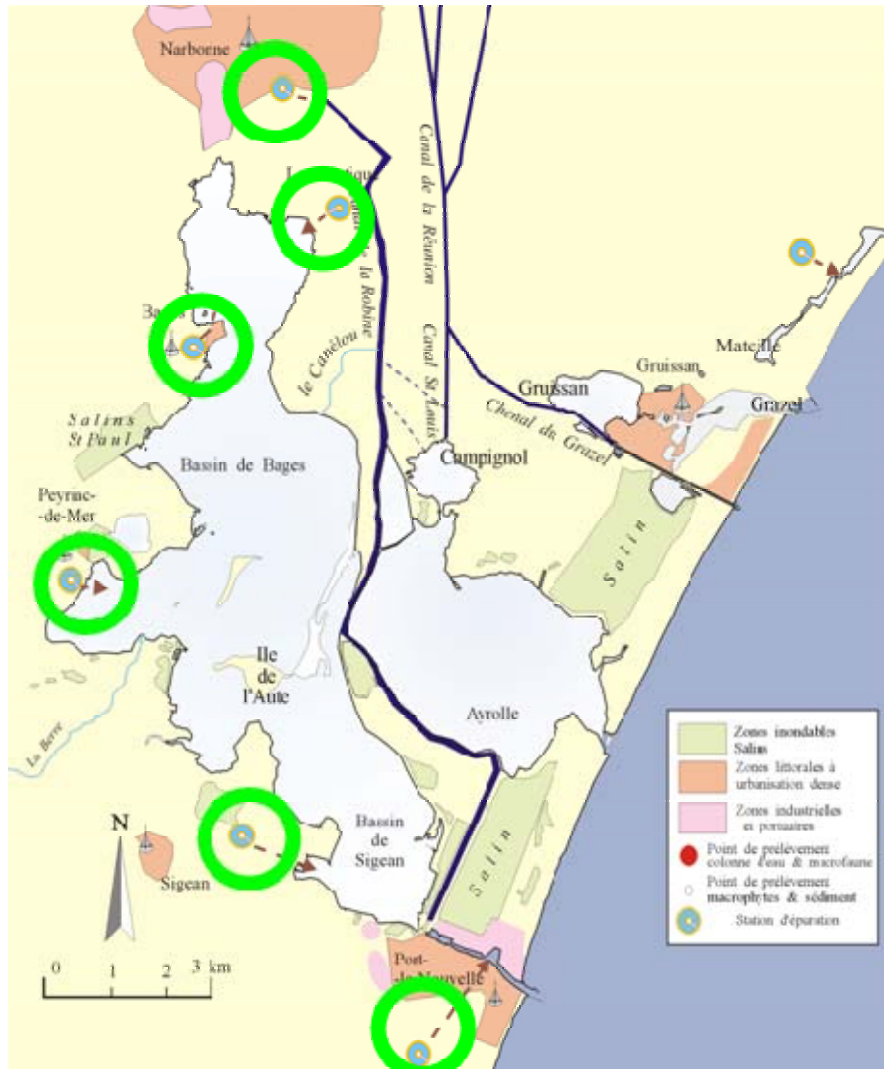 Narbonne
Canal de la Réunion
Canal St Louis
de la Robine
le Canélou
Mateille
Gruissan
Gruissan
Grazel
Chenal du Grazel
Salins
St Paul
Bassin de Bages
Campignol
Peyriac-
-de-Mer
Salin
Ile
de
l'Aute
Ayrolle
La Berre
Bassin
de
Sigean
Salin
N
Sigean
0 1 2 3 km
Port-
-la-Nouvelle
Zones inondables
Salins
Zones littorales à
urbanisation dense
Zones industrielles
et portuaires
Point de prélèvement
colonne d'eau & microfaune
Point de prélèvement
macrophytes & sédiment
Station d'épuration